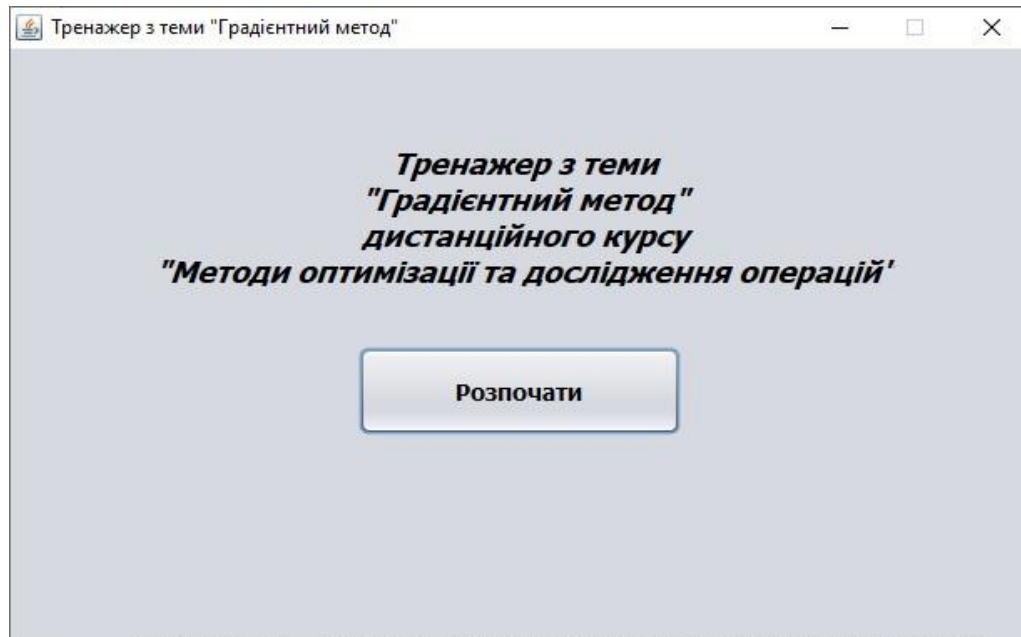 Тренажер з теми "Градієнтний метод"
Тренажер з теми
"Градієнтний метод"
дистанційного курсу
"Методи оптимізації та дослідження операцій'
Розпочати